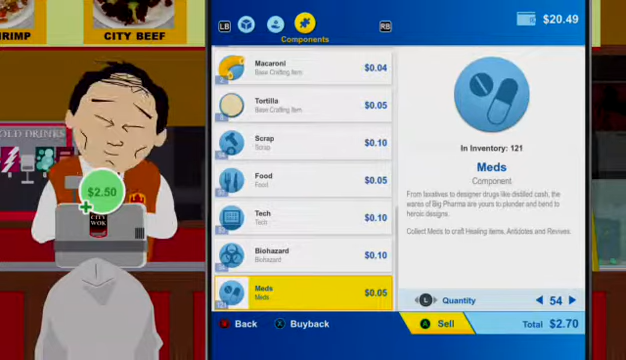 HRIMP
CITY BEEF
LB
RB
$20.49
Components
Macaroni
Base Crafting Item
$0.04
Tortilla
Base Crafting Item
$0.05
Scrap
Scrap
$0.10
Food
Food
$0.05
Tech
Tech
$0.10
Biohazard
Biohazard
$0.10
Meds
Meds
$0.05
In Inventory: 121
Meds
Component
From laxatives to designer drugs like distilled cash, the
wares of Big Pharma are yours to plunder and bend to
heroic designs.
Collect Meds to craft Healing items, Antidotes and Revives.
L Quantity 54
X Buyback
Back
A Sell
Total $2.70
OLD DRINKS
$2.50
CITY
WOK